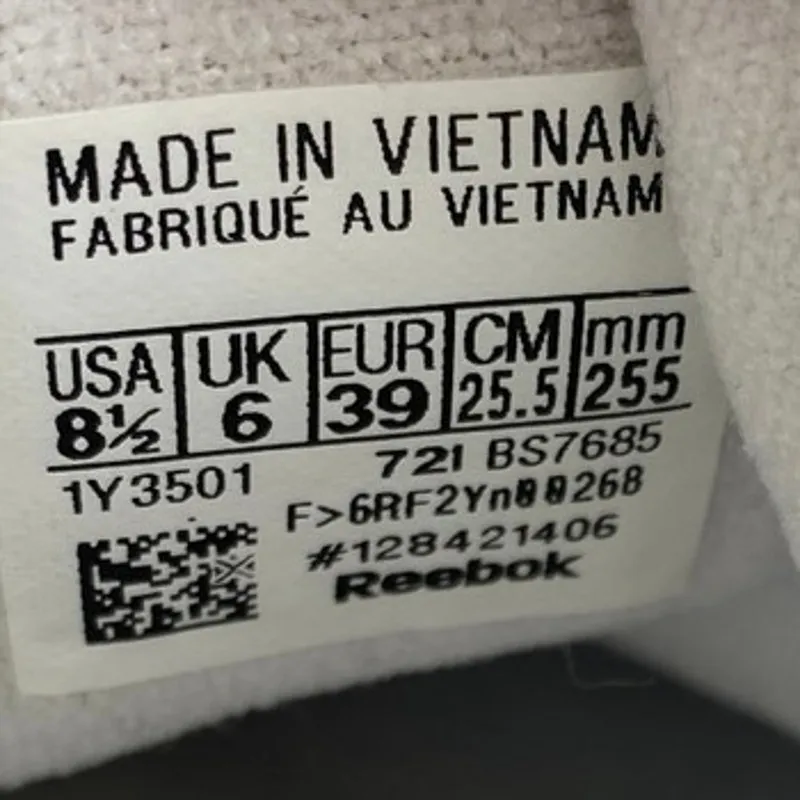 MADE IN VIETNAM
FABRIQUÉ AU VIETNAM
USA UK EUR CM mm
8½ 6 39 25.5 255
1Y3501 721 BS7685
#128421406
Reebok